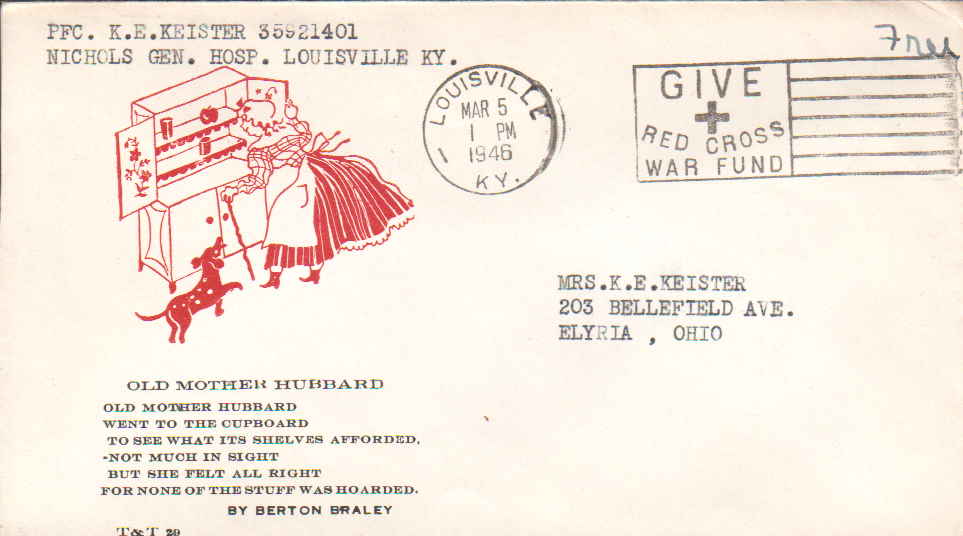 PFC. K.E.KEISTER 35921401
NICHOLS GEN. HOSP. LOUISVILLE KY.
Free
LOUISVILLE
MAR 5
1 PM
1946
KY.
1
GIVE
RED CROSS
WAR FUND
MRS.K.E.KEISTER
203 BELLEFIELD AVE.
ELYRIA , OHIO
OLD MOTHER HUBBARD
OLD MOTHER HUBBARD
WENT TO THE CUPBOARD
TO SEE WHAT ITS SHELVES AFFORDED,
-NOT MUCH IN SIGHT
BUT SHE FELT ALL RIGHT
FOR NONE OF THE STUFF WAS HOARDED.
BY BERTON BRALEY
T&T 29